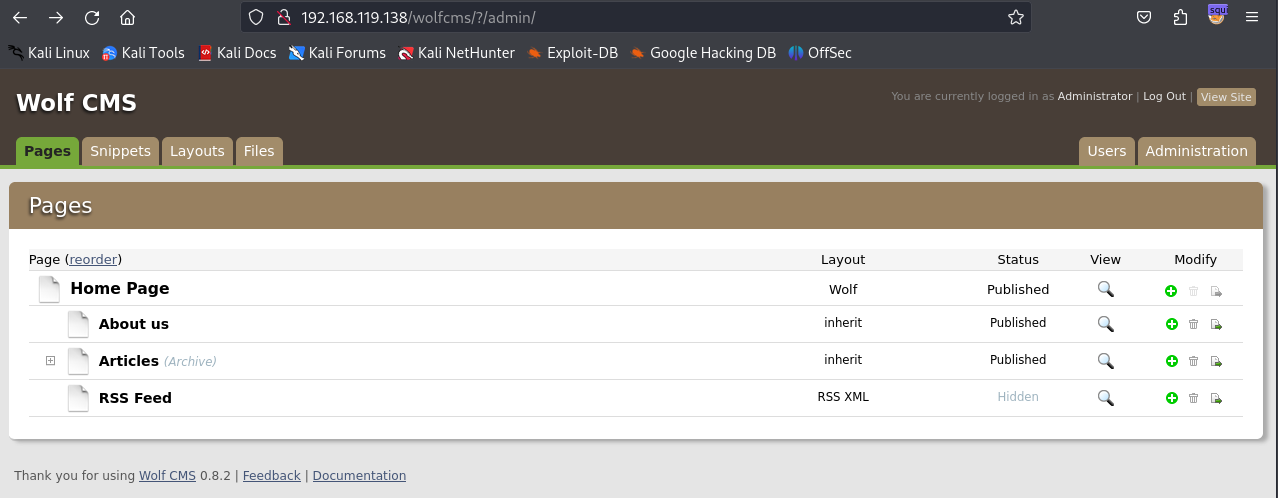 192.168.119.138/wolfcms/?/admin/
squi
Kali Linux Kali Tools Kali Docs Kali Forums Kali NetHunter Exploit-DB Google Hacking DB OffSec
Wolf CMS
You are currently logged in as Administrator | Log Out | View Site
Pages Snippets Layouts Files Users Administration
Pages
Page (reorder) Layout Status View Modify
Home Page Wolf Published
About us inherit Published
Articles (Archive) inherit Published
RSS Feed RSS XML Hidden
Thank you for using Wolf CMS 0.8.2 | Feedback | Documentation